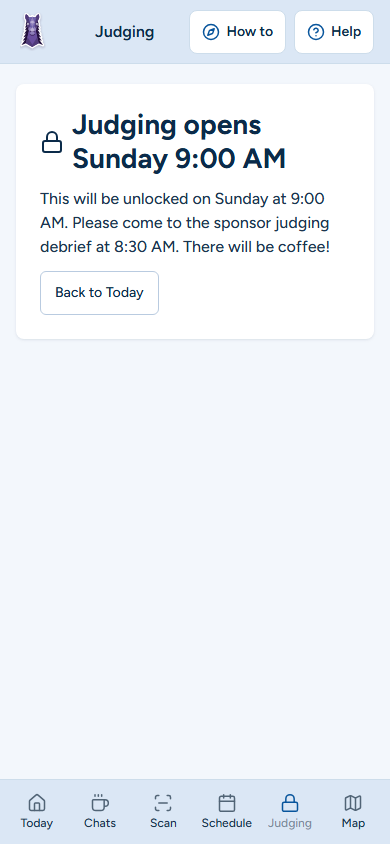 Judging
How to
Help
Judging opens
Sunday 9:00 AM
This will be unlocked on Sunday at 9:00
AM. Please come to the sponsor judging
debrief at 8:30 AM. There will be coffee!
Back to Today
Today
Chats
Scan
Schedule
Judging
Map